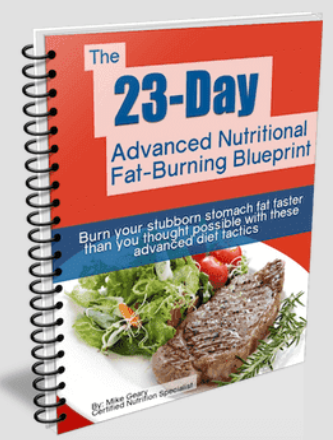 The
23-Day
Advanced Nutritional
Fat-Burning Blueprint
Burn your stubborn stomach fat faster
than you thought possible with these
advanced diet tactics
By: Mike Geary
Certified Nutrition Specialist